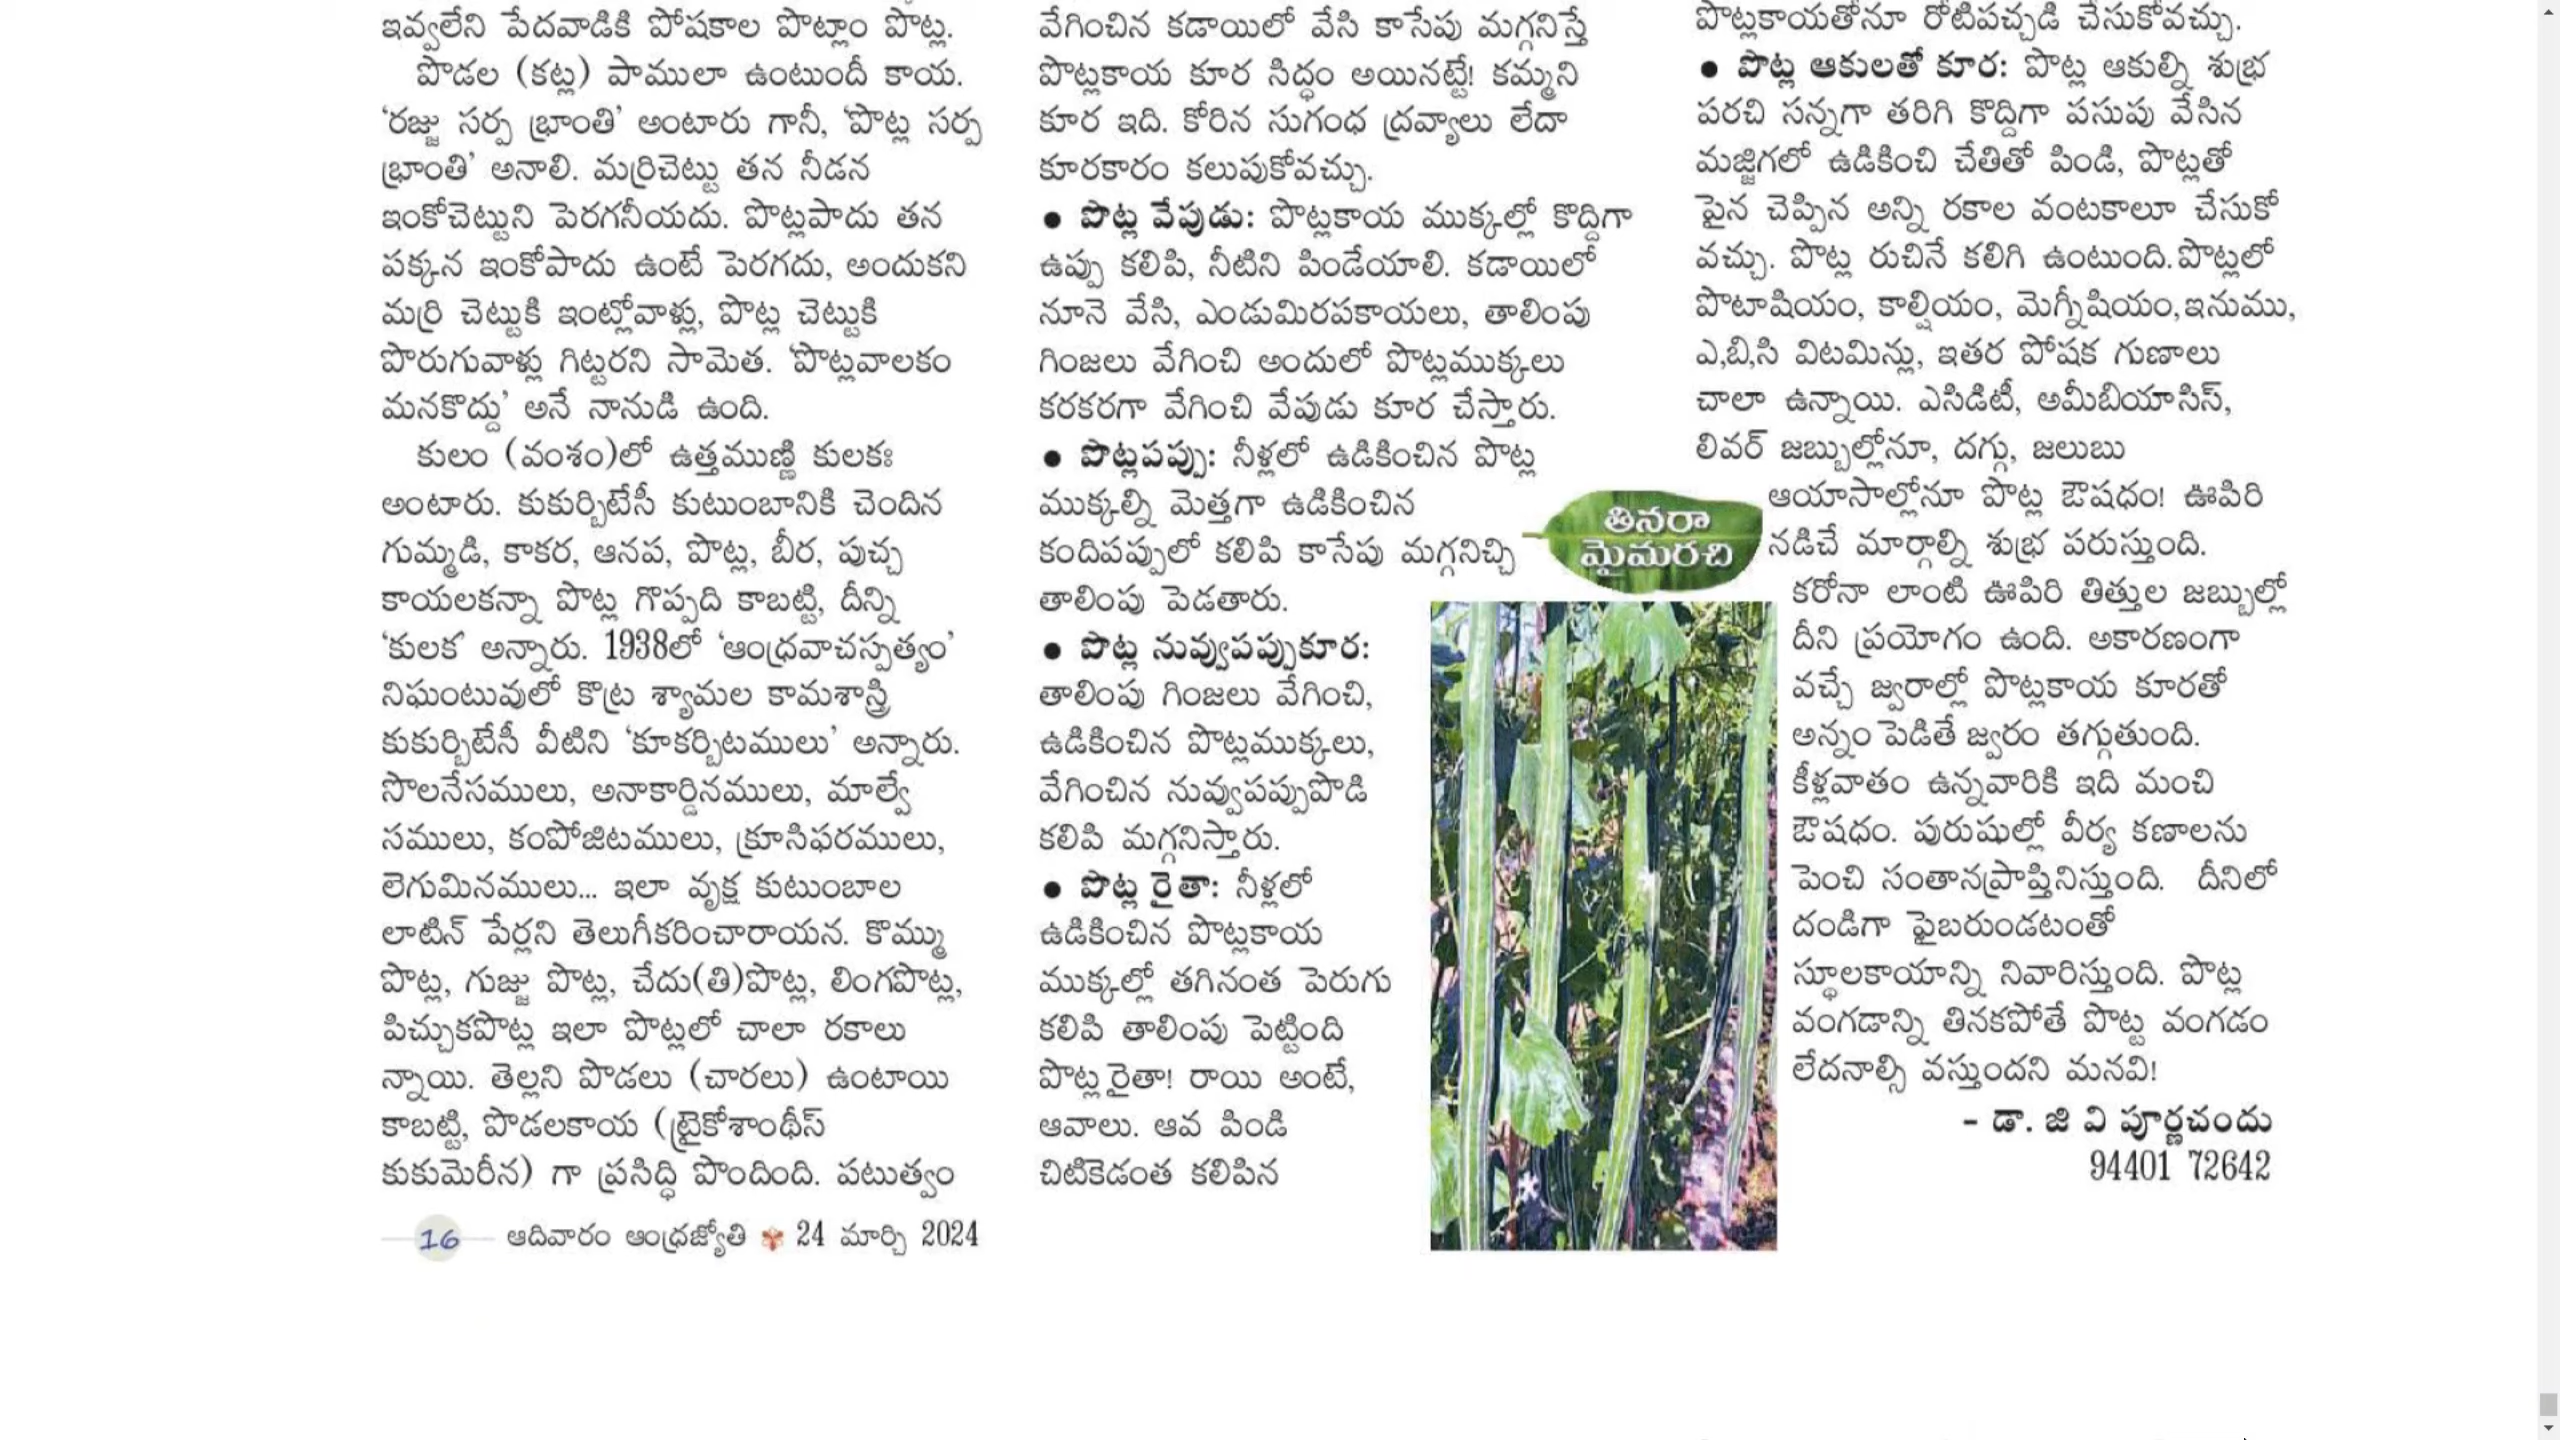 ఇవ్వలేని పేదవాడికి పోషకాల పొట్లాం పొట్ల.
పొడల (కట్ల) పాములా ఉంటుందీ కాయ.
‘రజ్జు సర్ప భ్రాంతి’ అంటారు గానీ, ‘పొట్ల సర్ప
భ్రాంతి’ అనాలి. మర్రిచెట్టు తన నీడన
ఇంకోచెట్టుని పెరగనీయదు. పొట్లపాదు తన
పక్కన ఇంకోపాదు ఉంటే పెరగదు, అందుకని
మర్రి చెట్టుకి ఇంట్లోవాళ్లు, పొట్ల చెట్టుకి
పొరుగువాళ్లు గిట్టరని సామెత. ‘పొట్లవాలకం
మనకొద్దు’ అనే నానుడి ఉంది.
కులం (వంశం)లో ఉత్తముణ్ణి కులకః
అంటారు. కుకుర్బిటేసీ కుటుంబానికి చెందిన
గుమ్మడి, కాకర, ఆనప, పొట్ల, బీర, పుచ్చ
కాయలకన్నా పొట్ల గొప్పది కాబట్టి, దీన్ని
‘కులక’ అన్నారు. 1938లో ‘ఆంధ్రవాచస్పత్యం’
నిఘంటువులో కొట్ర శ్యామల కామశాస్త్రి
కుకుర్బిటేసీ వీటిని ‘కూకర్బిటములు’ అన్నారు.
సొలనేసములు, అనాకార్డినములు, మాల్వే
సములు, కంపోజిటములు, క్రూసిఫరములు,
లెగుమినములు... ఇలా వృక్ష కుటుంబాల
లాటిన్ పేర్లని తెలుగీకరించారాయన. కొమ్ము
పొట్ల, గుజ్జు పొట్ల, చేదు(తి)పొట్ల, లింగపొట్ల,
పిచ్చుకపొట్ల ఇలా పొట్లలో చాలా రకాలు
న్నాయి. తెల్లని పొడలు (చారలు) ఉంటాయి
కాబట్టి, పొడలకాయ (ట్రైకోశాంథీస్
కుకుమెరీన) గా ప్రసిద్ధి పొందింది. పటుత్వం
16 ఆదివారం ఆంధ్రజ్యోతి 24 మార్చి 2024
వేగించిన కడాయిలో వేసి కాసేపు మగ్గనిస్తే
పొట్లకాయ కూర సిద్ధం అయినట్టే! కమ్మని
కూర ఇది. కోరిన సుగంధ ద్రవ్యాలు లేదా
కూరకారం కలుపుకోవచ్చు.
● పొట్ల వేపుడు: పొట్లకాయ ముక్కల్లో కొద్దిగా
ఉప్పు కలిపి, నీటిని పిండేయాలి. కడాయిలో
నూనె వేసి, ఎండుమిరపకాయలు, తాలింపు
గింజలు వేగించి అందులో పొట్లముక్కలు
కరకరగా వేగించి వేపుడు కూర చేస్తారు.
● పొట్లపప్పు: నీళ్లలో ఉడికించిన పొట్ల
ముక్కల్ని మెత్తగా ఉడికించిన
కందిపప్పులో కలిపి కాసేపు మగ్గనిచ్చి
తాలింపు పెడతారు.
● పొట్ల నువ్వుపప్పుకూర:
తాలింపు గింజలు వేగించి,
ఉడికించిన పొట్లముక్కలు,
వేగించిన నువ్వుపప్పుపొడి
కలిపి మగ్గనిస్తారు.
● పొట్ల రైతా: నీళ్లలో
ఉడికించిన పొట్లకాయ
ముక్కల్లో తగినంత పెరుగు
కలిపి తాలింపు పెట్టింది
పొట్ల రైతా! రాయి అంటే,
ఆవాలు. ఆవ పిండి
చిటికెడంత కలిపిన
తినరా
మైమరచి
పొట్లకాయతోనూ రోటిపచ్చడి చేసుకోవచ్చు.
● పొట్ల ఆకులతో కూర: పొట్ల ఆకుల్ని శుభ్ర
పరచి సన్నగా తరిగి కొద్దిగా పసుపు వేసిన
మజ్జిగలో ఉడికించి చేతితో పిండి, పొట్లతో
పైన చెప్పిన అన్ని రకాల వంటకాలూ చేసుకో
వచ్చు. పొట్ల రుచినే కలిగి ఉంటుంది. పొట్లలో
పొటాషియం, కాల్షియం, మెగ్నీషియం, ఇనుము,
ఎ,బి,సి విటమిన్లు, ఇతర పోషక గుణాలు
చాలా ఉన్నాయి. ఎసిడిటీ, అమీబియాసిస్,
లివర్ జబ్బుల్లోనూ, దగ్గు, జలుబు
ఆయాసాల్లోనూ పొట్ల ఔషధం! ఊపిరి
నడిచే మార్గాల్ని శుభ్ర పరుస్తుంది.
కరోనా లాంటి ఊపిరి తిత్తుల జబ్బుల్లో
దీని ప్రయోగం ఉంది. అకారణంగా
వచ్చే జ్వరాల్లో పొట్లకాయ కూరతో
అన్నం పెడితే జ్వరం తగ్గుతుంది.
కీళ్లవాతం ఉన్నవారికి ఇది మంచి
ఔషధం. పురుషుల్లో వీర్య కణాలను
పెంచి సంతానప్రాప్తినిస్తుంది. దీనిలో
దండిగా ఫైబరుండటంతో
స్థూలకాయాన్ని నివారిస్తుంది. పొట్ల
వంగడాన్ని తినకపోతే పొట్ట వంగడం
లేదనాల్సి వస్తుందని మనవి!
- డా. జి వి పూర్ణచందు
94401 72642